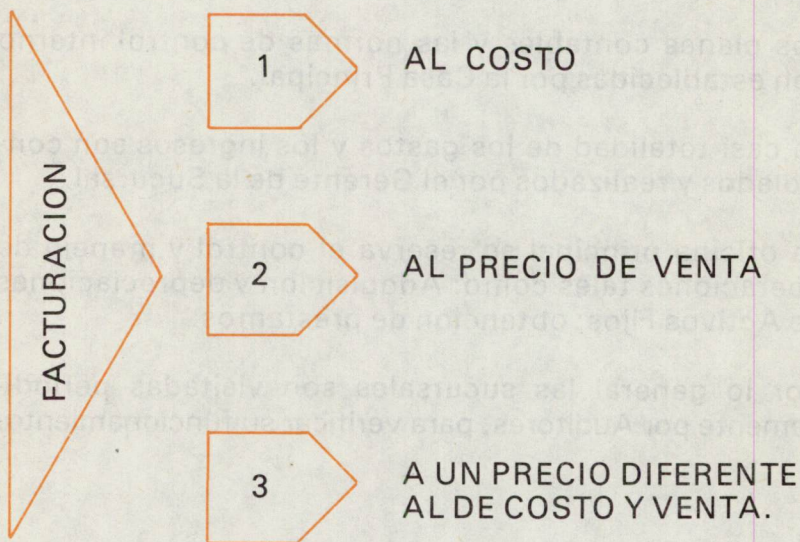 FACTURACION
1 AL COSTO
2 AL PRECIO DE VENTA
3 A UN PRECIO DIFERENTE
AL DE COSTO Y VENTA.